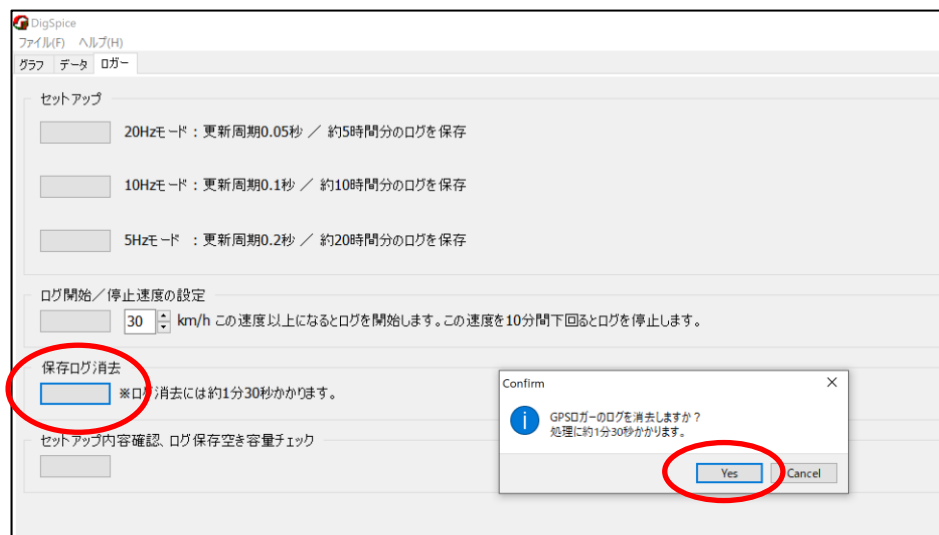 DigSpice
ファイル(F) ヘルプ(H)
グラフ データ ロガー
セットアップ
20Hzモード：更新周期0.05秒 ／ 約5時間分のログを保存
10Hzモード：更新周期0.1秒 ／ 約10時間分のログを保存
5Hzモード ：更新周期0.2秒 ／ 約20時間分のログを保存
ログ開始／停止速度の設定
30 km/h この速度以上になるとログを開始します。この速度を10分間下回るとログを停止します。
保存ログ消去
※ログ消去には約1分30秒かかります。
Confirm
GPSロガーのログを消去しますか？
処理に約1分30秒かかります。
Yes Cancel
セットアップ内容確認、ログ保存空き容量チェック